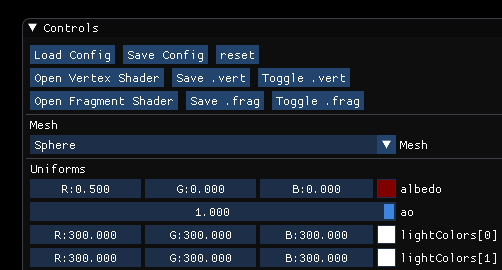 Controls
Load Config Save Config reset
Open Vertex Shader Save .vert Toggle .vert
Open Fragment Shader Save .frag Toggle .frag
Mesh
Sphere Mesh
Uniforms
R:0.500 G:0.000 B:0.000 albedo
1.000 ao
R:300.000 G:300.000 B:300.000 lightColors[0]
R:300.000 G:300.000 B:300.000 lightColors[1]